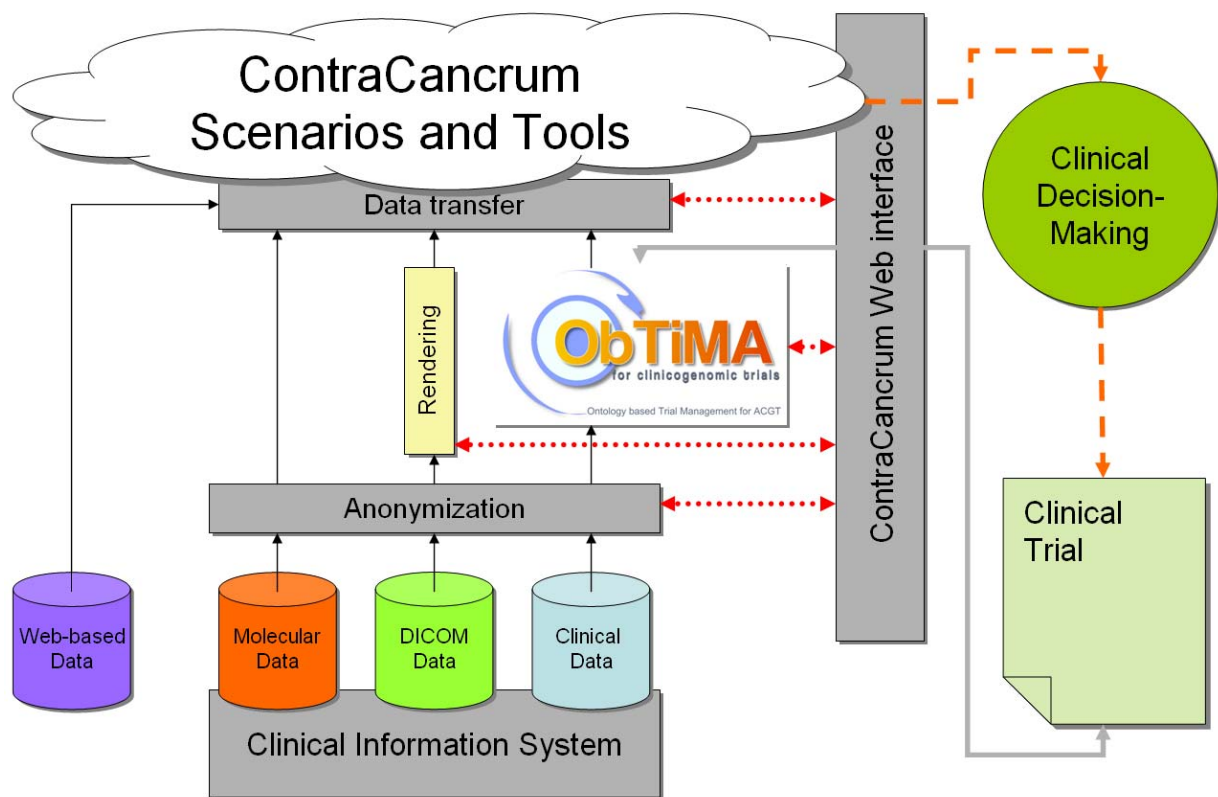 ContraCancrum
Scenarios and Tools
Data transfer
ContraCancrum Web interface
Clinical
Decision-
Making
Rendering
ObTiMA
for clinicogenomic trials
Ontology based Trial Management for ACGT
Anonymization
Clinical
Trial
Web-based
Data
Molecular
Data
DICOM
Data
Clinical
Data
Clinical Information System